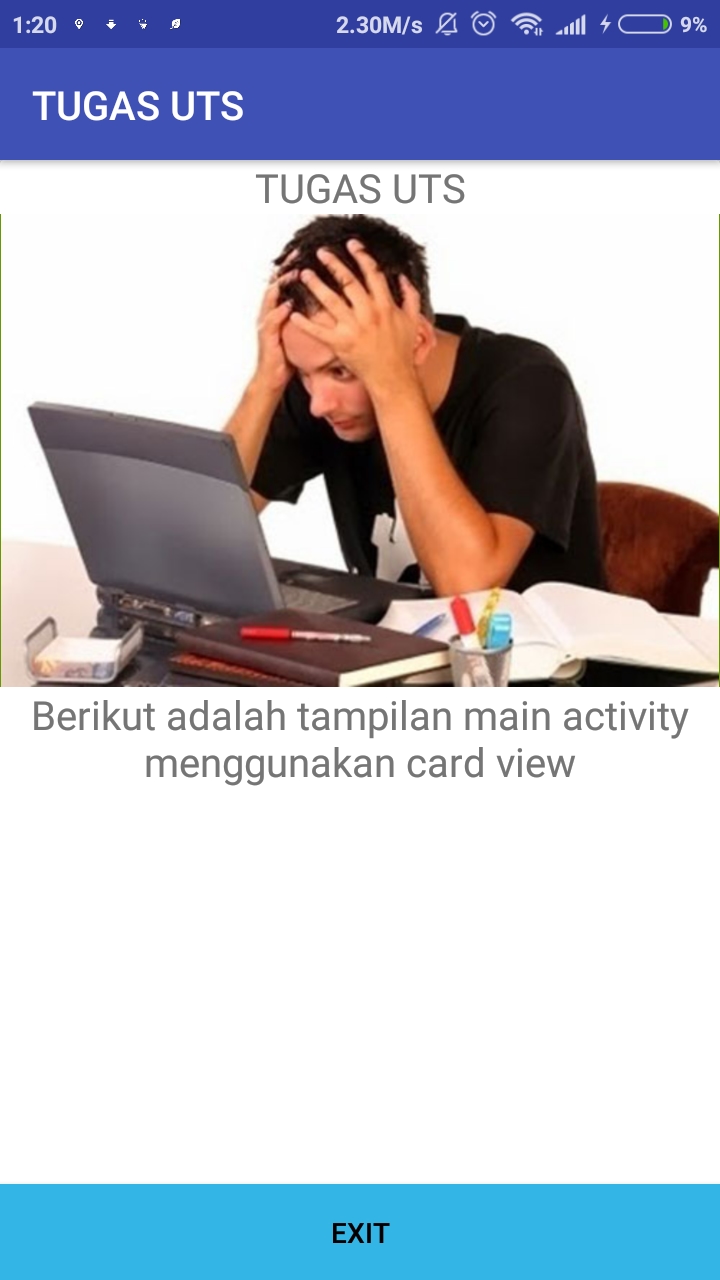 1:20 2.30M/s 9%
TUGAS UTS
TUGAS UTS
Berikut adalah tampilan main activity
menggunakan card view
EXIT